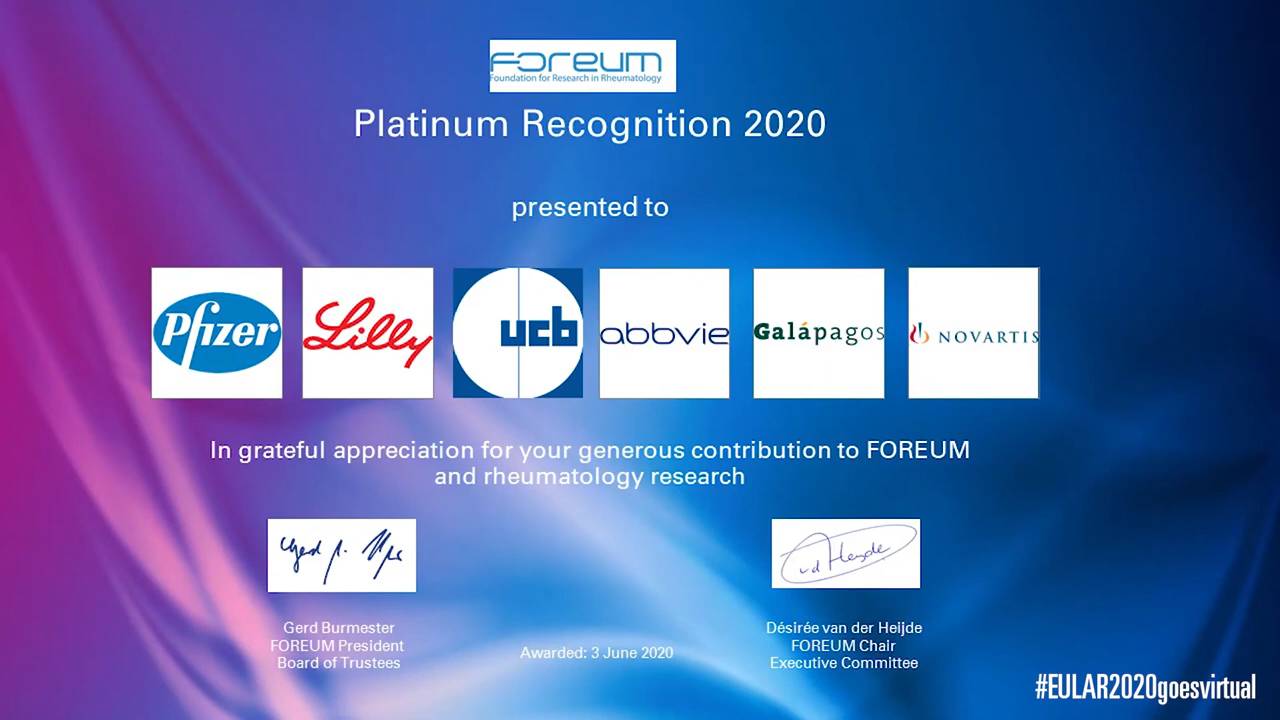 FOREUM
Foundation for Research in Rheumatology
Platinum Recognition 2020
presented to
Pfizer
Lilly
ucb
abbvie
Galápagos
NOVARTIS
In grateful appreciation for your generous contribution to FOREUM
and rheumatology research
vd Heijde
Gerd Burmester
FOREUM President
Board of Trustees
Awarded: 3 June 2020
Désirée van der Heijde
FOREUM Chair
Executive Committee
#EULAR2020goesvirtual